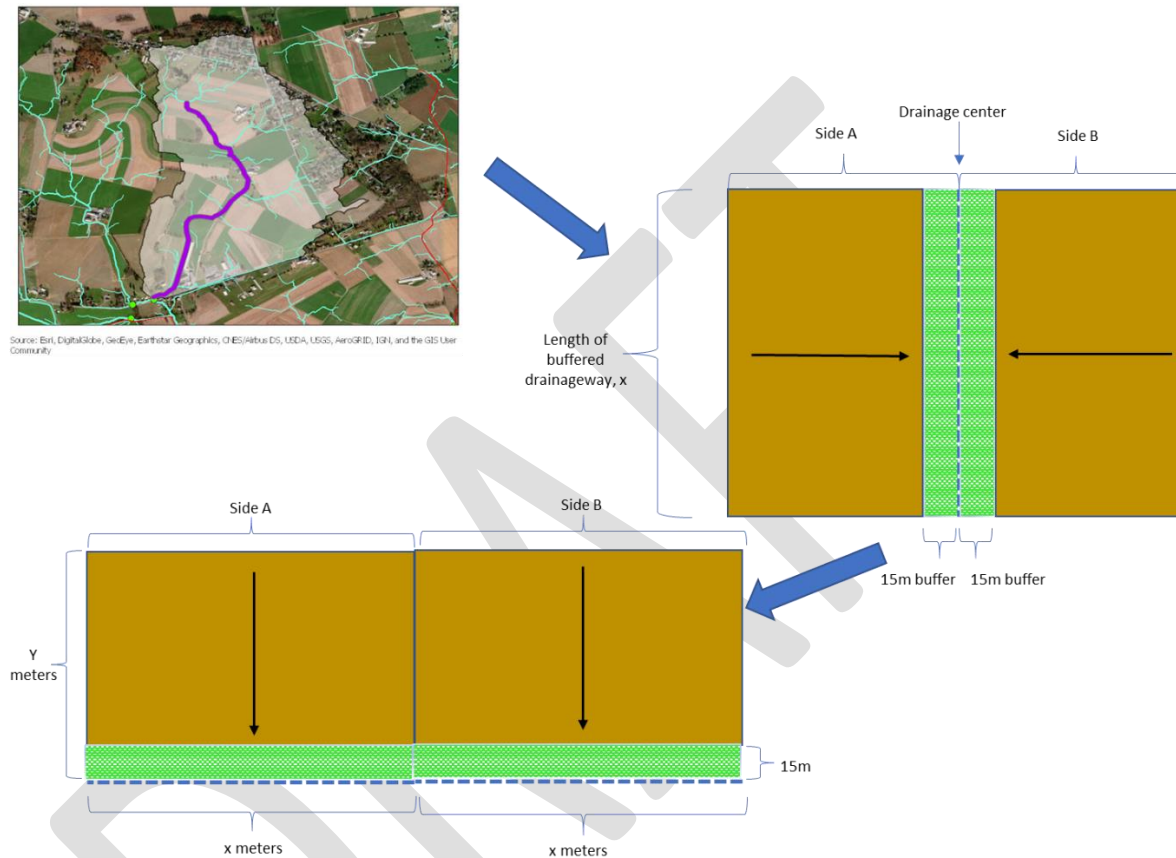 Source: Esri, DigitalGlobe, GeoEye, Earthstar Geographics, CNES/Airbus DS, USDA, USGS, AeroGRID, IGN, and the GIS User
Community
Drainage center
Side A
Side B
Length of
buffered
drainageway, x
15m buffer
15m buffer
Side A
Side B
Y
meters
15m
x meters
x meters
DRAFT